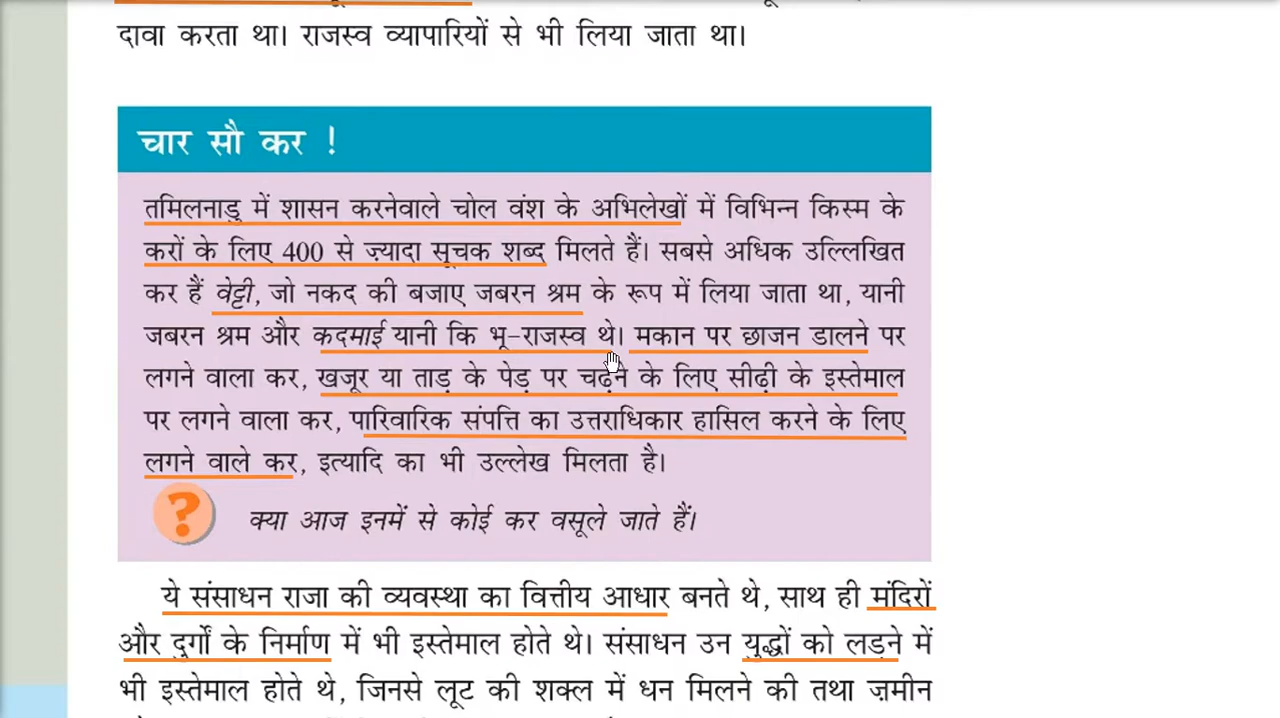 दावा करता था। राजस्व व्यापारियों से भी लिया जाता था।
चार सौ कर !
तमिलनाडु में शासन करनेवाले चोल वंश के अभिलेखों में विभिन्न किस्म के
करों के लिए 400 से ज़्यादा सूचक शब्द मिलते हैं। सबसे अधिक उल्लिखित
कर हैं वेट्टी, जो नकद की बजाए जबरन श्रम के रूप में लिया जाता था, यानी
जबरन श्रम और कदमाई यानी कि भू-राजस्व थे। मकान पर छाजन डालने पर
लगने वाला कर, खजूर या ताड़ के पेड़ पर चढ़ने के लिए सीढ़ी के इस्तेमाल
पर लगने वाला कर, पारिवारिक संपत्ति का उत्तराधिकार हासिल करने के लिए
लगने वाले कर, इत्यादि का भी उल्लेख मिलता है।
? क्या आज इनमें से कोई कर वसूले जाते हैं।
ये संसाधन राजा की व्यवस्था का वित्तीय आधार बनते थे, साथ ही मंदिरों
और दुर्गों के निर्माण में भी इस्तेमाल होते थे। संसाधन उन युद्धों को लड़ने में
भी इस्तेमाल होते थे, जिनसे लूट की शक्ल में धन मिलने की तथा ज़मीन